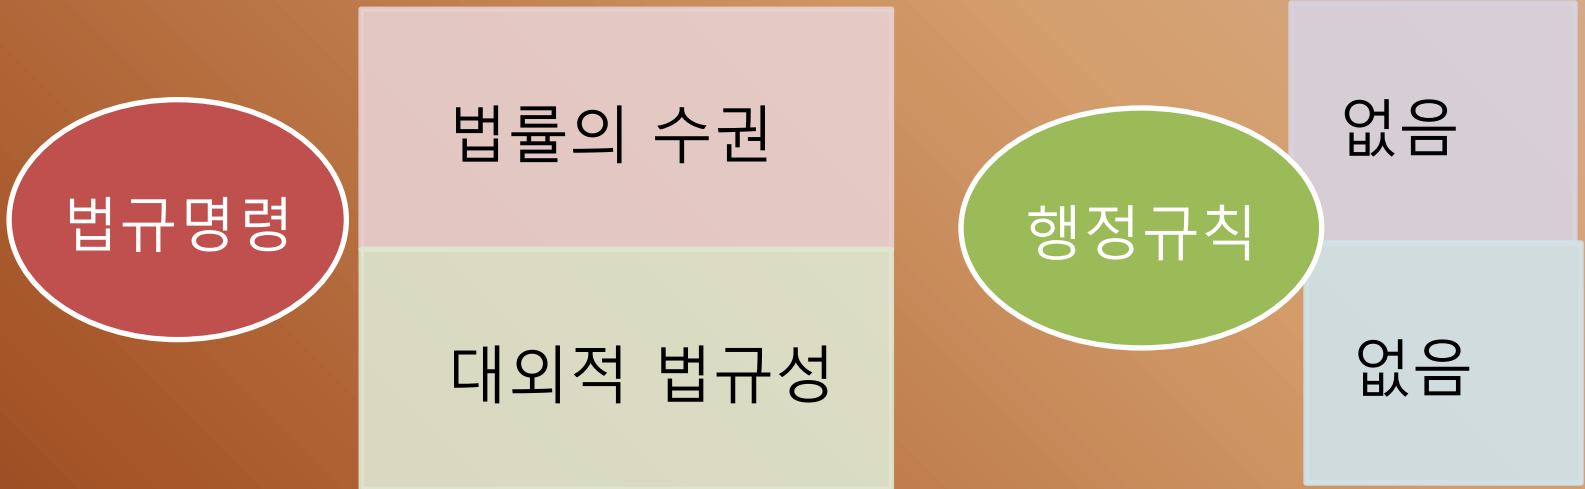 법규명령
법률의 수권
대외적 법규성
행정규칙
없음
없음